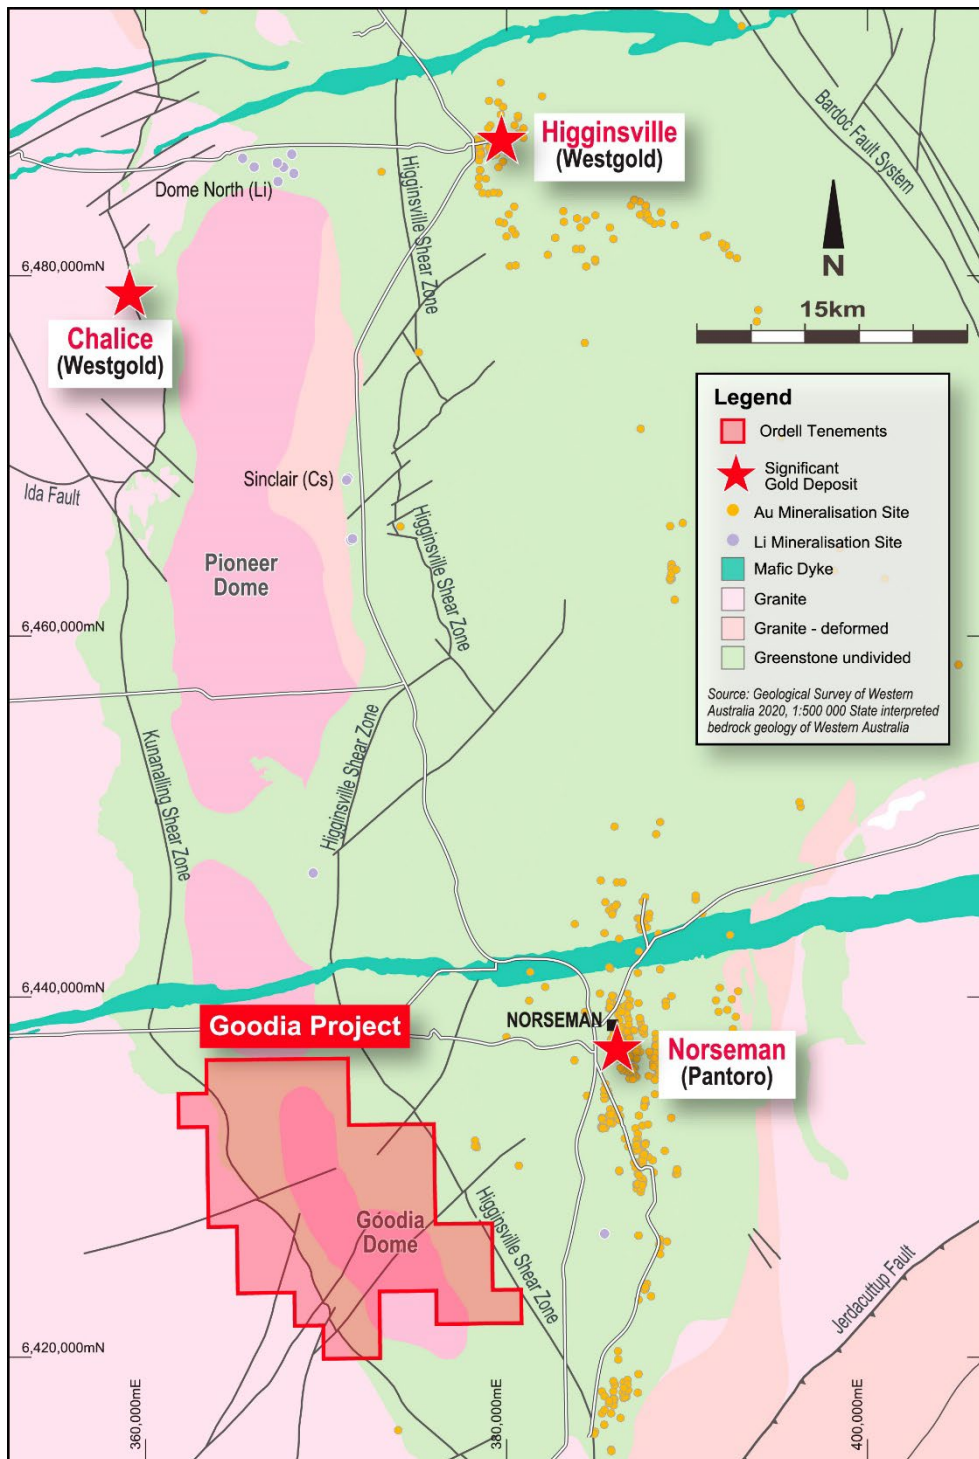 Bardoc Fault System
Higginsville
(Westgold)
Dome North (Li)
Higginsville Shear Zone
N
6,480,000mN
15km
Chalice
(Westgold)
Legend
Ordell Tenements
Significant
Gold Deposit
Au Mineralisation Site
Li Mineralisation Site
Mafic Dyke
Granite
Granite - deformed
Greenstone undivided
Source: Geological Survey of Western
Australia 2020, 1:500 000 State interpreted
bedrock geology of Western Australia
Sinclair (Cs)
Ida Fault
Higginsville Shear Zone
Pioneer
Dome
6,460,000mN
Kunanalling Shear Zone
Higginsville Shear Zone
6,440,000mN
Goodia Project
NORSEMAN
Norseman
(Pantoro)
Goodia
Dome
Higginsville Shear Zone
Jerdacuttup Fault
6,420,000mN
360,000mE
380,000mE
400,000mE